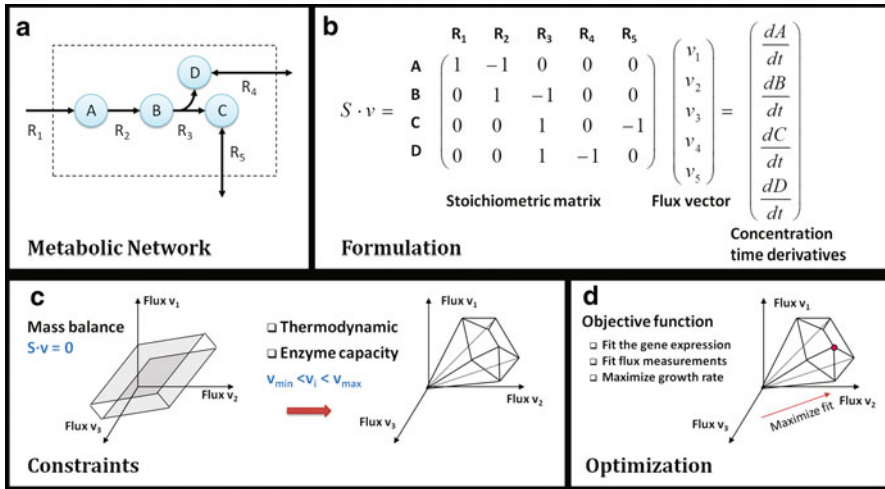 a
D
A
B
C
R4
R1
R2
R3
R5
Metabolic Network
b
R1 R2 R3 R4 R5
S · v =
A 1 −1 0 0 0
B 0 1 −1 0 0
C 0 0 1 0 −1
D 0 0 1 −1 0
v1
v2
v3
v4
v5
=
dA
dt
dB
dt
dC
dt
dD
dt
Stoichiometric matrix
Flux vector
Concentration
time derivatives
Formulation
c
Mass balance
S·v = 0
Flux v1
Flux v2
Flux v3
❑ Thermodynamic
❑ Enzyme capacity
vmin <vi < vmax
Flux v1
Flux v2
Flux v3
Constraints
d
Objective function
❑ Fit the gene expression
❑ Fit flux measurements
❑ Maximize growth rate
Flux v1
Flux v2
Flux v3
Maximize fit
Optimization